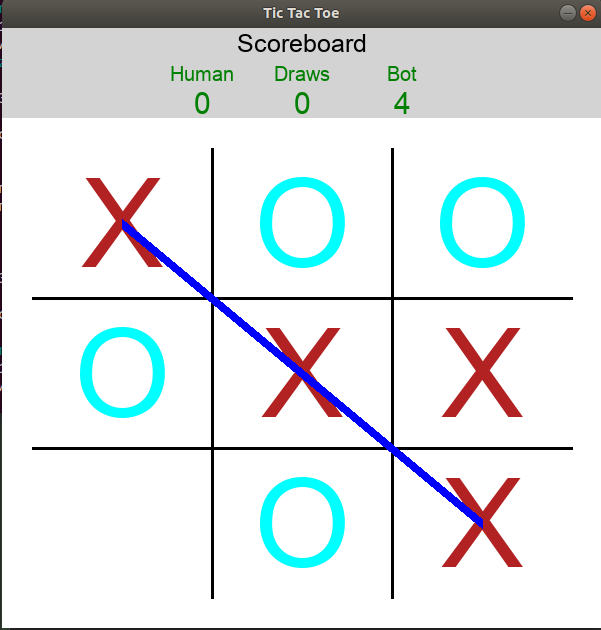 Tic Tac Toe
Scoreboard
Human Draws Bot
0 0 4
X O O
O X X
O X